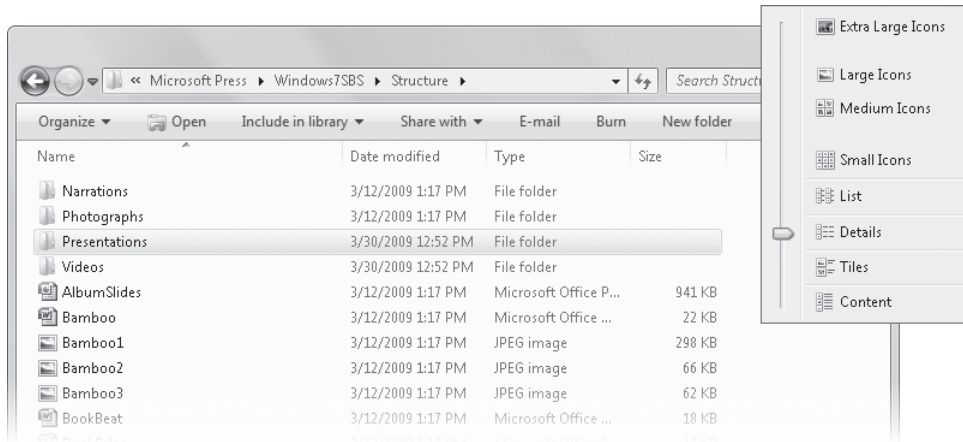 « Microsoft Press ▸ Windows7SBS ▸ Structure ▸ Search Struct
Organize ▾ Open Include in library ▾ Share with ▾ E-mail Burn New folder
Name Date modified Type Size
Narrations 3/12/2009 1:17 PM File folder
Photographs 3/12/2009 1:17 PM File folder
Presentations 3/30/2009 12:52 PM File folder
Videos 3/30/2009 12:52 PM File folder
AlbumSlides 3/12/2009 1:17 PM Microsoft Office P... 941 KB
Bamboo 3/12/2009 1:17 PM Microsoft Office ... 22 KB
Bamboo1 3/12/2009 1:17 PM JPEG image 298 KB
Bamboo2 3/12/2009 1:17 PM JPEG image 66 KB
Bamboo3 3/12/2009 1:17 PM JPEG image 62 KB
BookBeat 3/12/2009 1:17 PM Microsoft Office ... 18 KB
Extra Large Icons
Large Icons
Medium Icons
Small Icons
List
Details
Tiles
Content